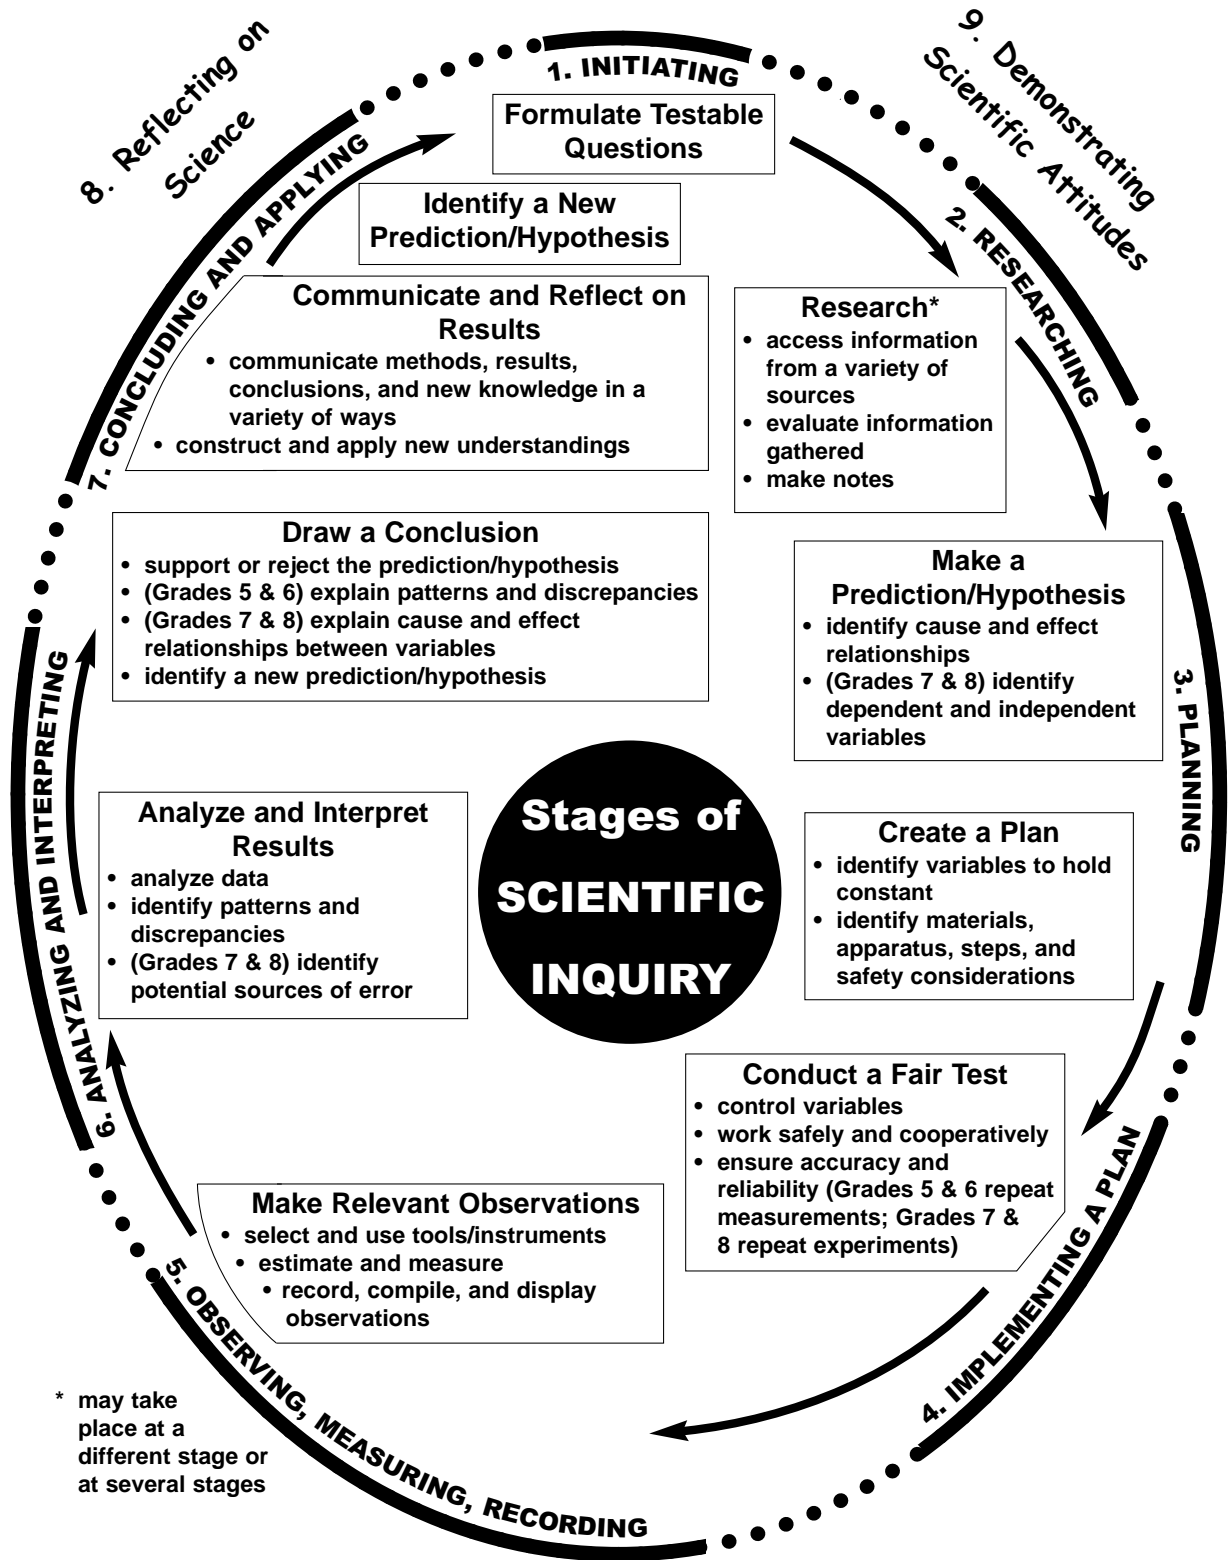 8. Reflecting on
Science
9. Demonstrating
Scientific Attitudes
1. INITIATING
Formulate Testable
Questions
Identify a New
Prediction/Hypothesis
2. RESEARCHING
Research*
• access information
from a variety of
sources
• evaluate information
gathered
• make notes
3. PLANNING
Make a
Prediction/Hypothesis
• identify cause and effect
relationships
• (Grades 7 & 8) identify
dependent and independent
variables
Create a Plan
• identify variables to hold
constant
• identify materials,
apparatus, steps, and
safety considerations
4. IMPLEMENTING A PLAN
Conduct a Fair Test
• control variables
• work safely and cooperatively
• ensure accuracy and
reliability (Grades 5 & 6 repeat
measurements; Grades 7 &
8 repeat experiments)
5. OBSERVING, MEASURING, RECORDING
Make Relevant Observations
• select and use tools/instruments
• estimate and measure
• record, compile, and display
observations
6. ANALYZING AND INTERPRETING
Analyze and Interpret
Results
• analyze data
• identify patterns and
discrepancies
• (Grades 7 & 8) identify
potential sources of error
Draw a Conclusion
• support or reject the prediction/hypothesis
• (Grades 5 & 6) explain patterns and discrepancies
• (Grades 7 & 8) explain cause and effect
relationships between variables
• identify a new prediction/hypothesis
7. CONCLUDING AND APPLYING
Communicate and Reflect on
Results
• communicate methods, results,
conclusions, and new knowledge in a
variety of ways
• construct and apply new understandings
Stages of
SCIENTIFIC
INQUIRY
* may take
place at a
different stage or
at several stages